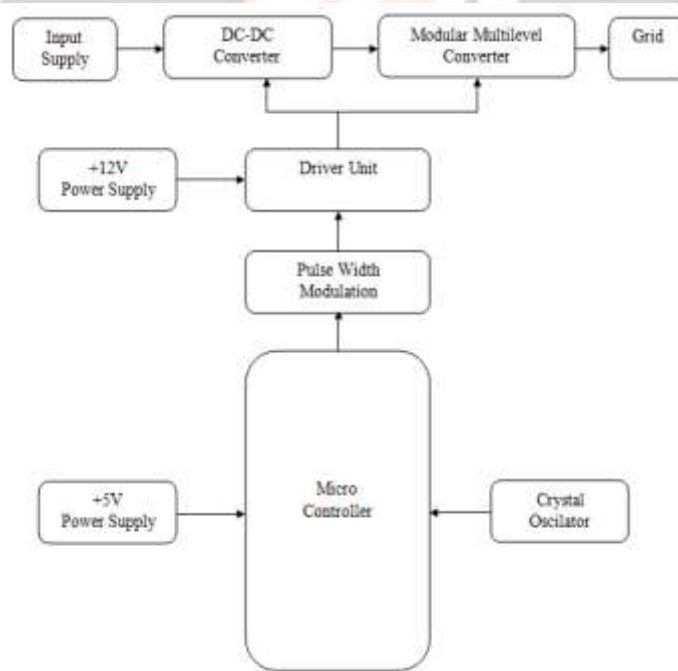 Input
Supply
DC-DC
Converter
Modular Multilevel
Converter
Grid
+12V
Power Supply
Driver Unit
Pulse Width
Modulation
+5V
Power Supply
Micro
Controller
Crystal
Oscilator